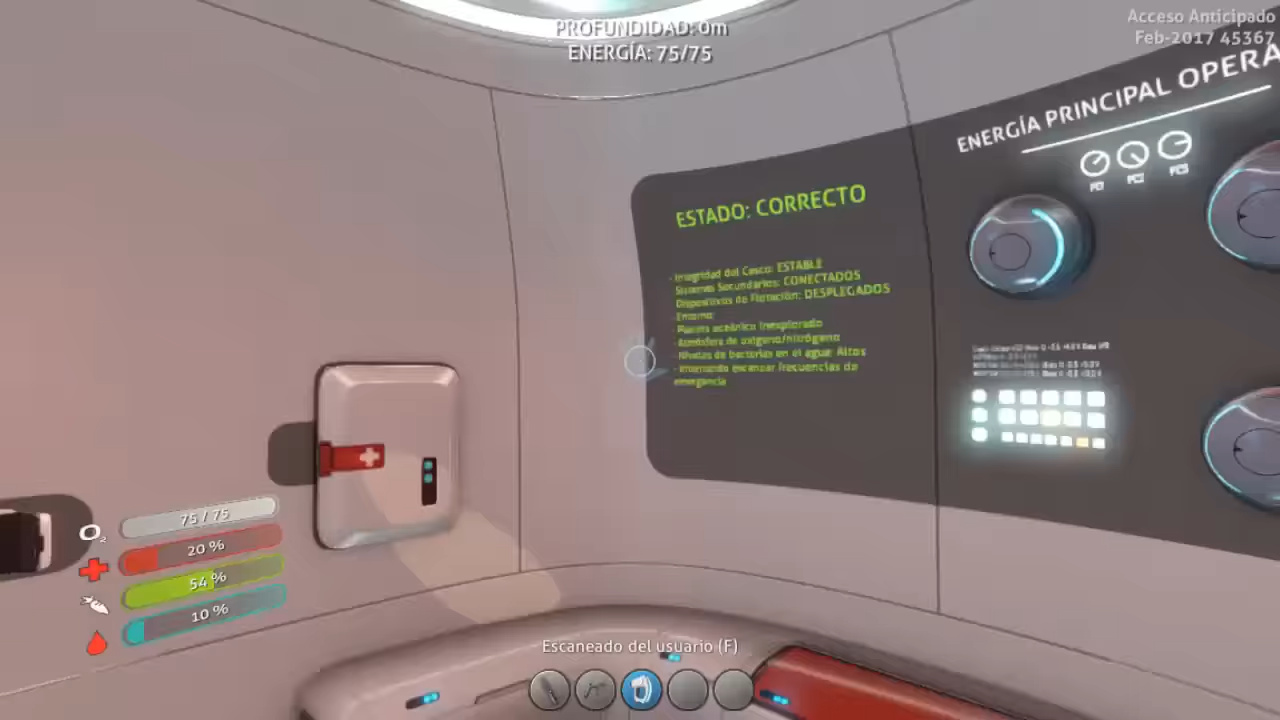 PROFUNDIDAD: 0m
ENERGÍA: 75/75
Acceso Anticipado
Feb-2017 45367
ENERGÍA PRINCIPAL OPERA
ESTADO: CORRECTO
- Integridad del Casco: ESTABLE
Sistemas Secundarios: CONECTADOS
Dispositivos de Flotación: DESPLEGADOS
- Entorno:
- Planeta oceánico inexplorado
- Atmósfera de oxígeno/nitrógeno
- Niveles de bacterias en el agua: Altos
- Intentando escanear frecuencias de
emergencia
O₂ 75 / 75
20 %
54 %
10 %
Escaneado del usuario (F)